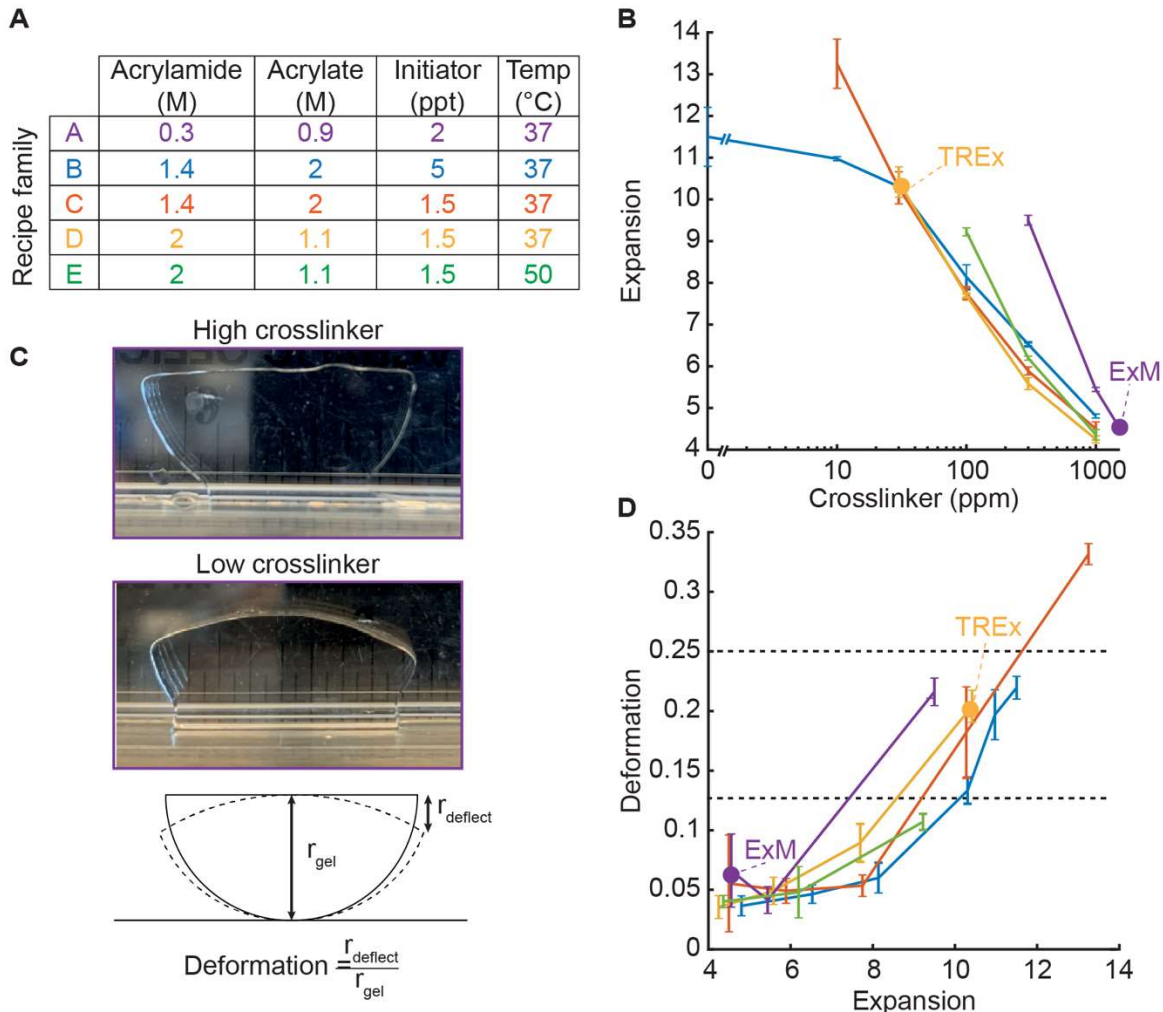 A
Recipe family
Acrylamide (M) Acrylate (M) Initiator (ppt) Temp (°C)
A 0.3 0.9 2 37
B 1.4 2 5 37
C 1.4 2 1.5 37
D 2 1.1 1.5 37
E 2 1.1 1.5 50
B
Expansion
14
13
12
11
10
9
8
7
6
5
4
TREx
ExM
0 10 100 1000
Crosslinker (ppm)
C
High crosslinker
Low crosslinker
r_deflect
r_gel
Deformation = r_deflect / r_gel
D
Deformation
0.35
0.3
0.25
0.2
0.15
0.1
0.05
0
TREx
ExM
4 6 8 10 12 14
Expansion